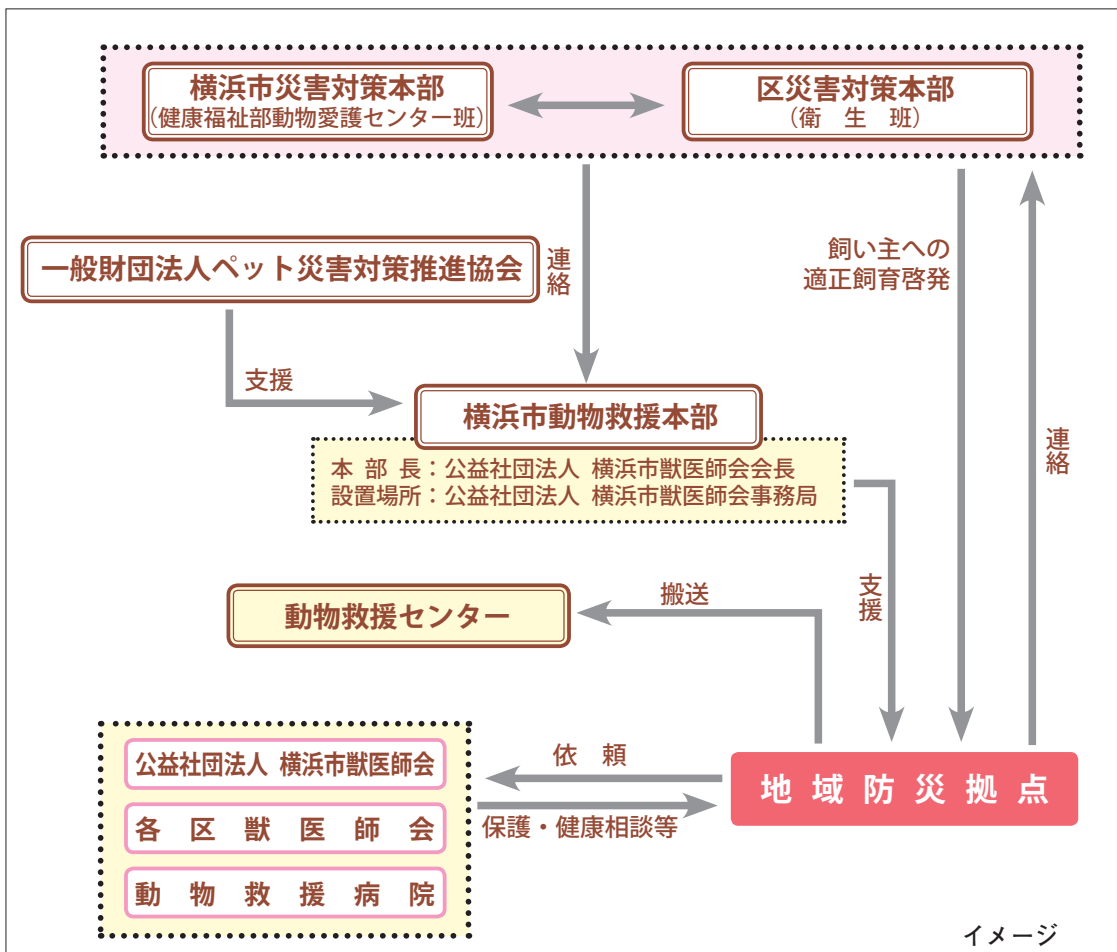 横浜市災害対策本部
(健康福祉部動物愛護センター班)
区災害対策本部
(衛 生 班)
一般財団法人ペット災害対策推進協会
連絡
飼い主への
適正飼育啓発
連絡
支援
横浜市動物救援本部
本 部 長：公益社団法人 横浜市獣医師会会長
設置場所：公益社団法人 横浜市獣医師会事務局
支援
搬送
動物救援センター
公益社団法人 横浜市獣医師会
各 区 獣 医 師 会
動 物 救 援 病 院
依 頼
保護・健康相談等
地 域 防 災 拠 点
イメージ